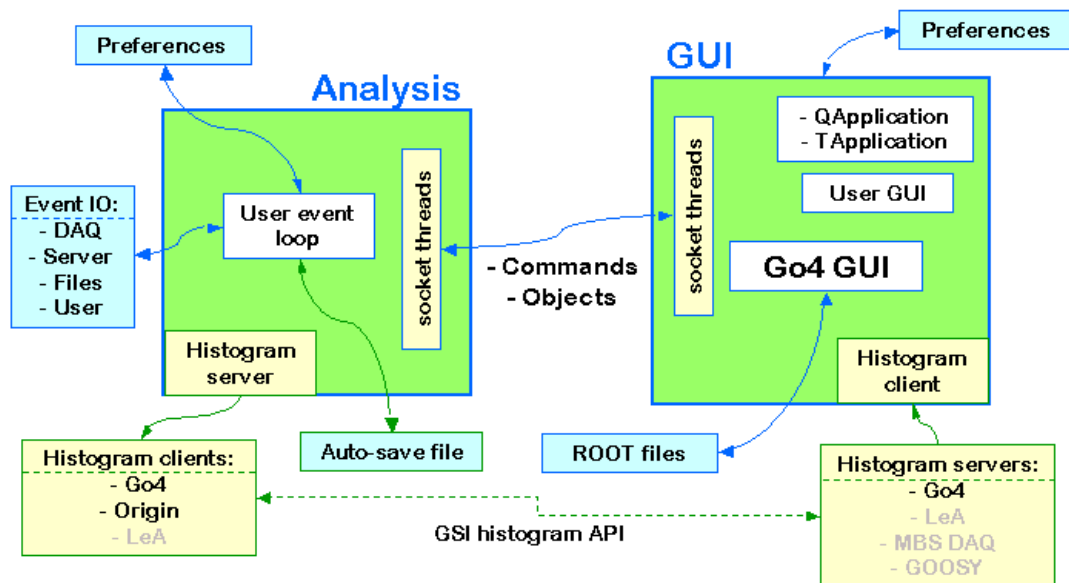 Preferences
Analysis
Event IO:
- DAQ
- Server
- Files
- User
User event
loop
socket threads
Histogram
server
- Commands
- Objects
GUI
Preferences
- QApplication
- TApplication
User GUI
socket threads
Go4 GUI
Histogram
client
Histogram clients:
- Go4
- Origin
- LeA
Auto-save file
ROOT files
GSI histogram API
Histogram servers:
- Go4
- LeA
- MBS DAQ
- GOOSY